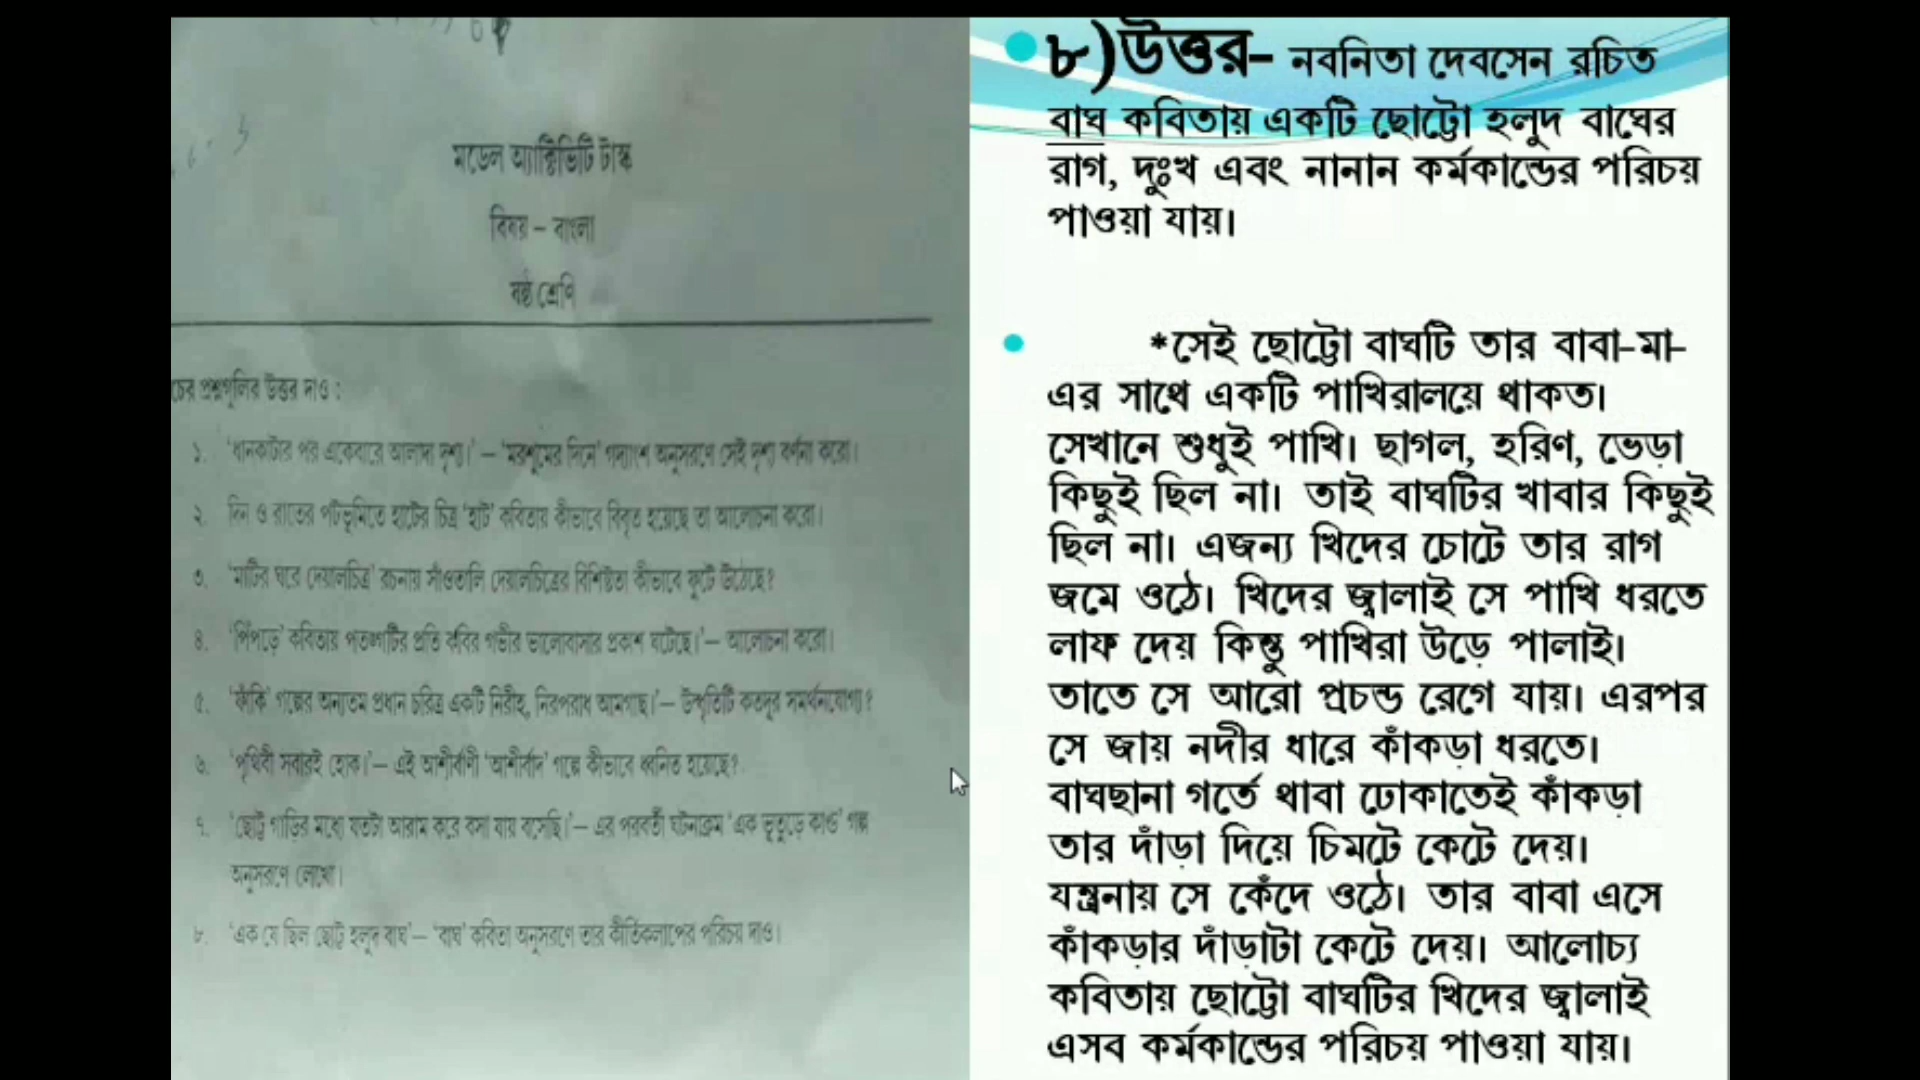 মডেল অ্যাক্টিভিটি টাস্ক
বিষয় – বাংলা
ষষ্ঠ শ্রেণি
চের প্রশ্নগুলির উত্তর দাও :
১. 'ধানকাটার পর একেবারে আলাদা দৃশ্য।'– 'মরশুমের দিনে' গদ্যাংশ অনুসরণে সেই দৃশ্য বর্ণনা করো।
২. দিন ও রাতের পটভূমিতে হাটের চিত্র 'হাট' কবিতায় কীভাবে বিবৃত হয়েছে তা আলোচনা করো।
৩. 'মাটির ঘরে দেয়ালচিত্র' রচনায় সাঁওতালি দেয়ালচিত্রের বিশিষ্টতা কীভাবে ফুটে উঠেছে?
৪. 'পিঁপড়ে' কবিতায় পতঙ্গটির প্রতি কবির গভীর ভালোবাসার প্রকাশ ঘটেছে।'– আলোচনা করো।
৫. 'ফাঁকি' গল্পের অন্যতম প্রধান চরিত্র একটি নিরীহ, নিরপরাধ আমগাছ।'– উদ্ধৃতিটি কতদূর সমর্থনযোগ্য?
৬. 'পৃথিবী সবারই হোক।'– এই আশীর্বাণী 'আশীর্বাদ' গল্পে কীভাবে ধ্বনিত হয়েছে?
৭. 'ছোট্ট গাড়ির মধ্যে যতটা আরাম করে বসা যায় বসেছি।'– এর পরবর্তী ঘটনাক্রম 'এক ভূতুড়ে কাণ্ড' গল্প
অনুসরণে লেখো।
৮. 'এক যে ছিল ছোট্ট হলুদ বাঘ'– 'বাঘ' কবিতা অনুসরণে তার কীর্তিকলাপের পরিচয় দাও।
৮)উত্তর– নবনিতা দেবসেন রচিত
বাঘ কবিতায় একটি ছোট্টো হলুদ বাঘের
রাগ, দুঃখ এবং নানান কর্মকান্ডের পরিচয়
পাওয়া যায়।
*সেই ছোট্টো বাঘটি তার বাবা-মা-
এর সাথে একটি পাখিরালয়ে থাকত।
সেখানে শুধুই পাখি। ছাগল, হরিণ, ভেড়া
কিছুই ছিল না। তাই বাঘটির খাবার কিছুই
ছিল না। এজন্য খিদের চোটে তার রাগ
জমে ওঠে। খিদের জ্বালাই সে পাখি ধরতে
লাফ দেয় কিন্তু পাখিরা উড়ে পালাই।
তাতে সে আরো প্রচন্ড রেগে যায়। এরপর
সে জায় নদীর ধারে কাঁকড়া ধরতে।
বাঘছানা গর্তে থাবা ঢোকাতেই কাঁকড়া
তার দাঁড়া দিয়ে চিমটে কেটে দেয়।
যন্ত্রনায় সে কেঁদে ওঠে। তার বাবা এসে
কাঁকড়ার দাঁড়াটা কেটে দেয়। আলোচ্য
কবিতায় ছোট্টো বাঘটির খিদের জ্বালাই
এসব কর্মকান্ডের পরিচয় পাওয়া যায়।